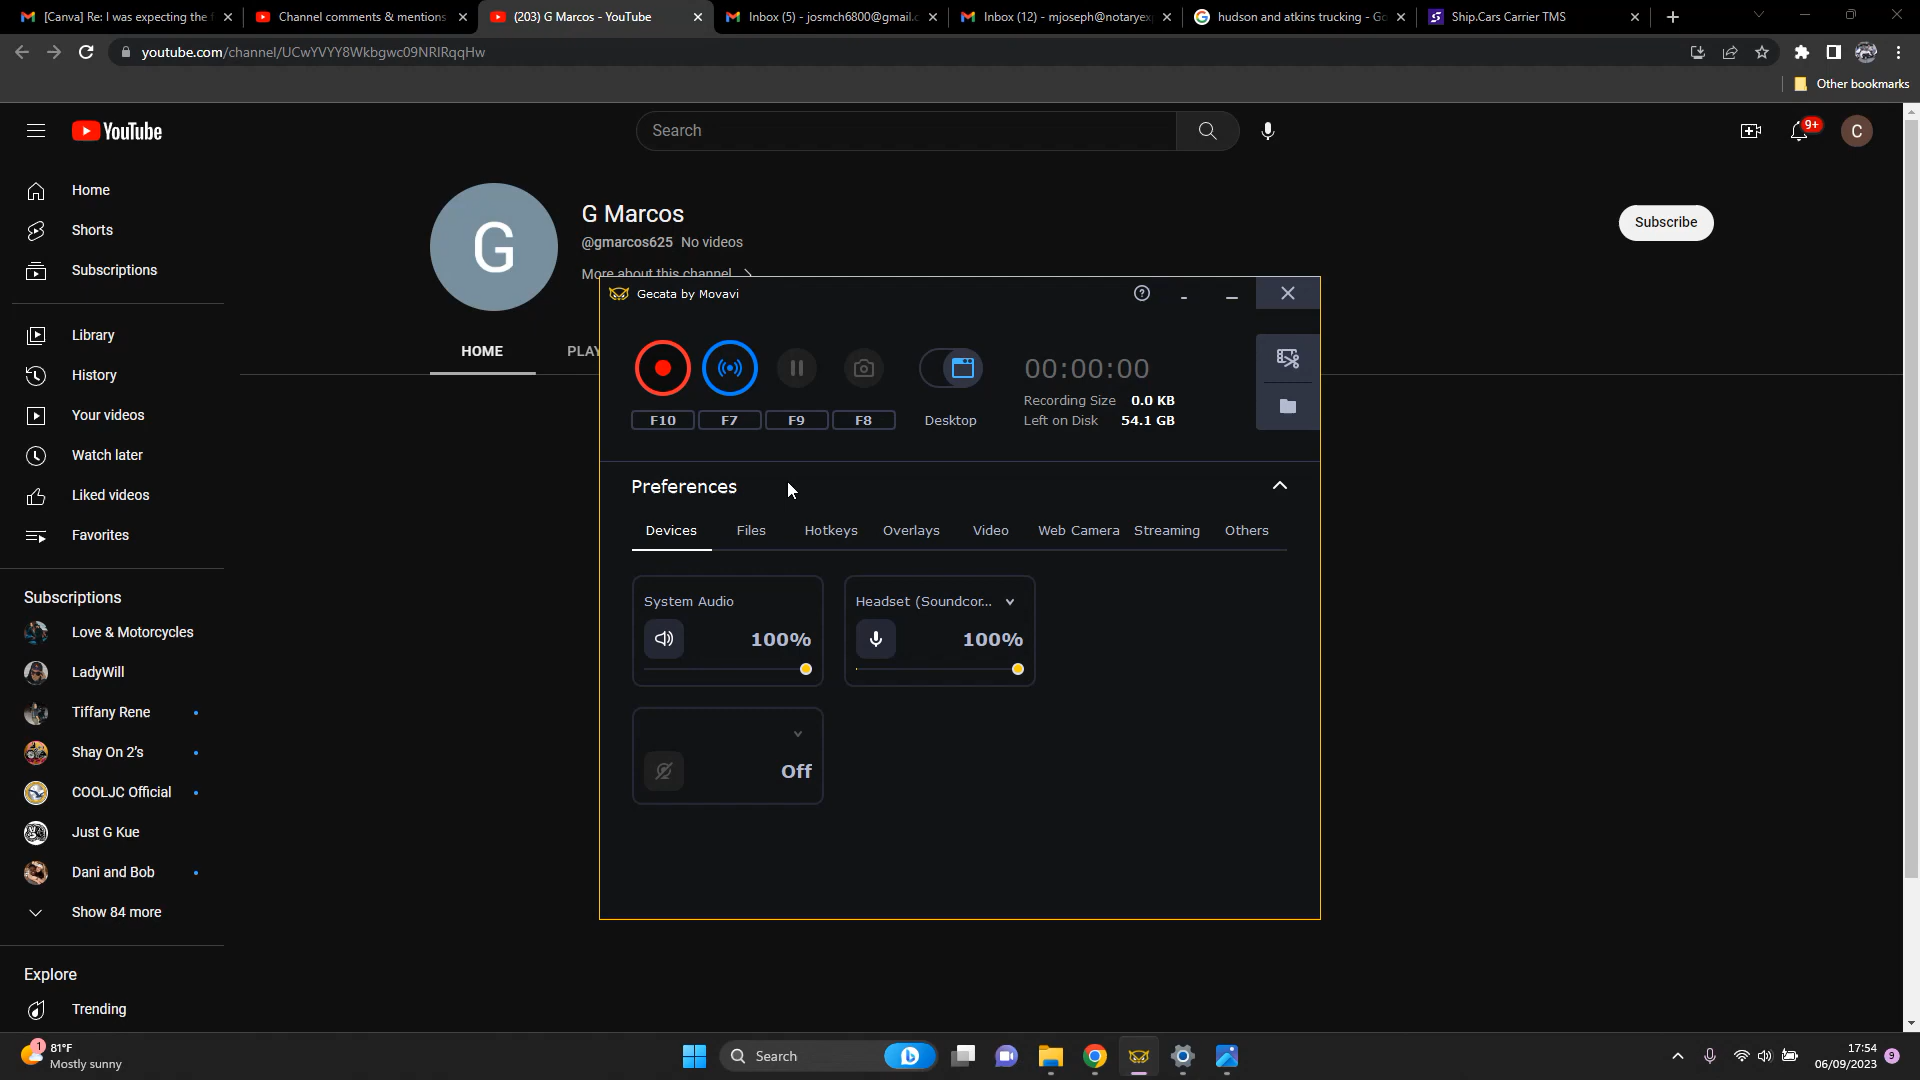 [Canva] Re: I was expecting the f
Channel comments & mentions
(203) G Marcos - YouTube
Inbox (5) - josmch6800@gmail.c
Inbox (12) - mjoseph@notaryex
hudson and atkins trucking - Go
Ship.Cars Carrier TMS
youtube.com/channel/UCwYVYY8Wkbgwc09NRIRqqHw
Other bookmarks
YouTube
Search
9+
C
Home
Shorts
Subscriptions
Library
History
Your videos
Watch later
Liked videos
Favorites
Subscriptions
Love & Motorcycles
LadyWill
Tiffany Rene
Shay On 2's
COOLJC Official
Just G Kue
Dani and Bob
Show 84 more
Explore
Trending
G
G Marcos
@gmarcos625 No videos
More about this channel
Subscribe
HOME
PLAY
Gecata by Movavi
00:00:00
Recording Size 0.0 KB
Left on Disk 54.1 GB
F10 F7 F9 F8 Desktop
Preferences
Devices Files Hotkeys Overlays Video Web Camera Streaming Others
System Audio
100%
Headset (Soundcor...
100%
Off
1
81°F
Mostly sunny
Search
17:54
06/09/2023
9